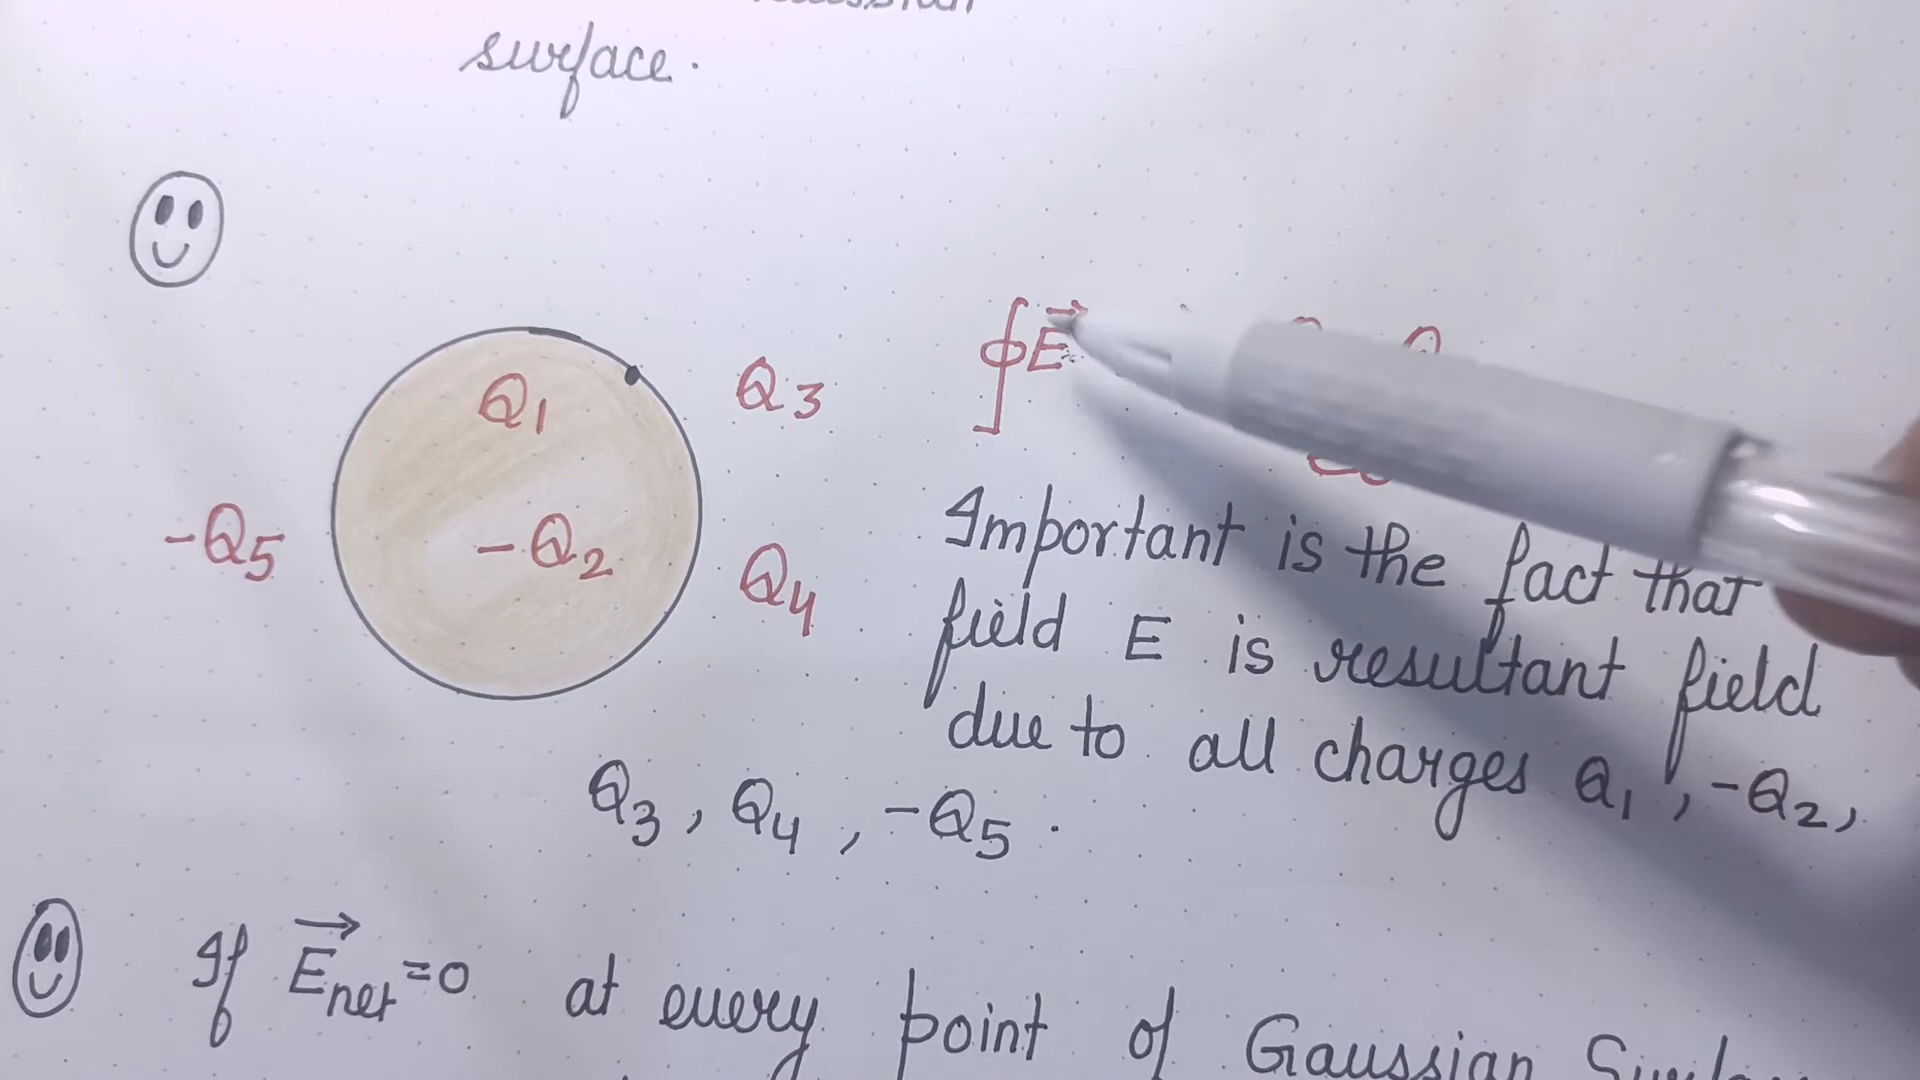 surface.
Q1
Q3
∮E⃗
-Q5
-Q2
Q4
Important is the fact that
field E is resultant field
due to all charges Q1, -Q2,
Q3, Q4, -Q5.
If E⃗net=0 at every point of Gaussian